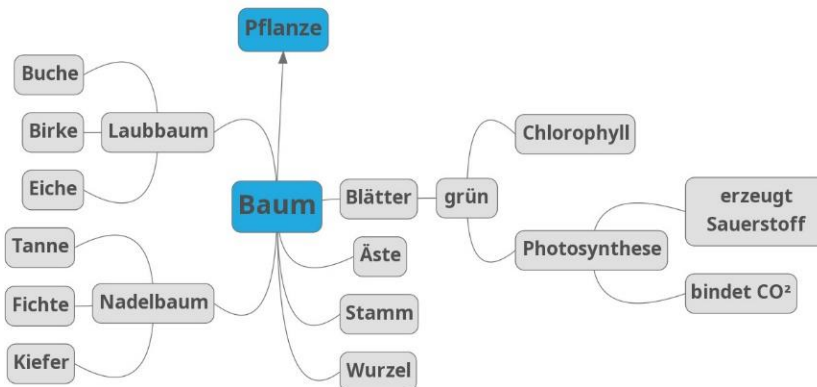 Pflanze
Buche
Birke
Eiche
Laubbaum
Tanne
Fichte
Kiefer
Nadelbaum
Baum
Blätter
Äste
Stamm
Wurzel
grün
Chlorophyll
Photosynthese
erzeugt
Sauerstoff
bindet CO²